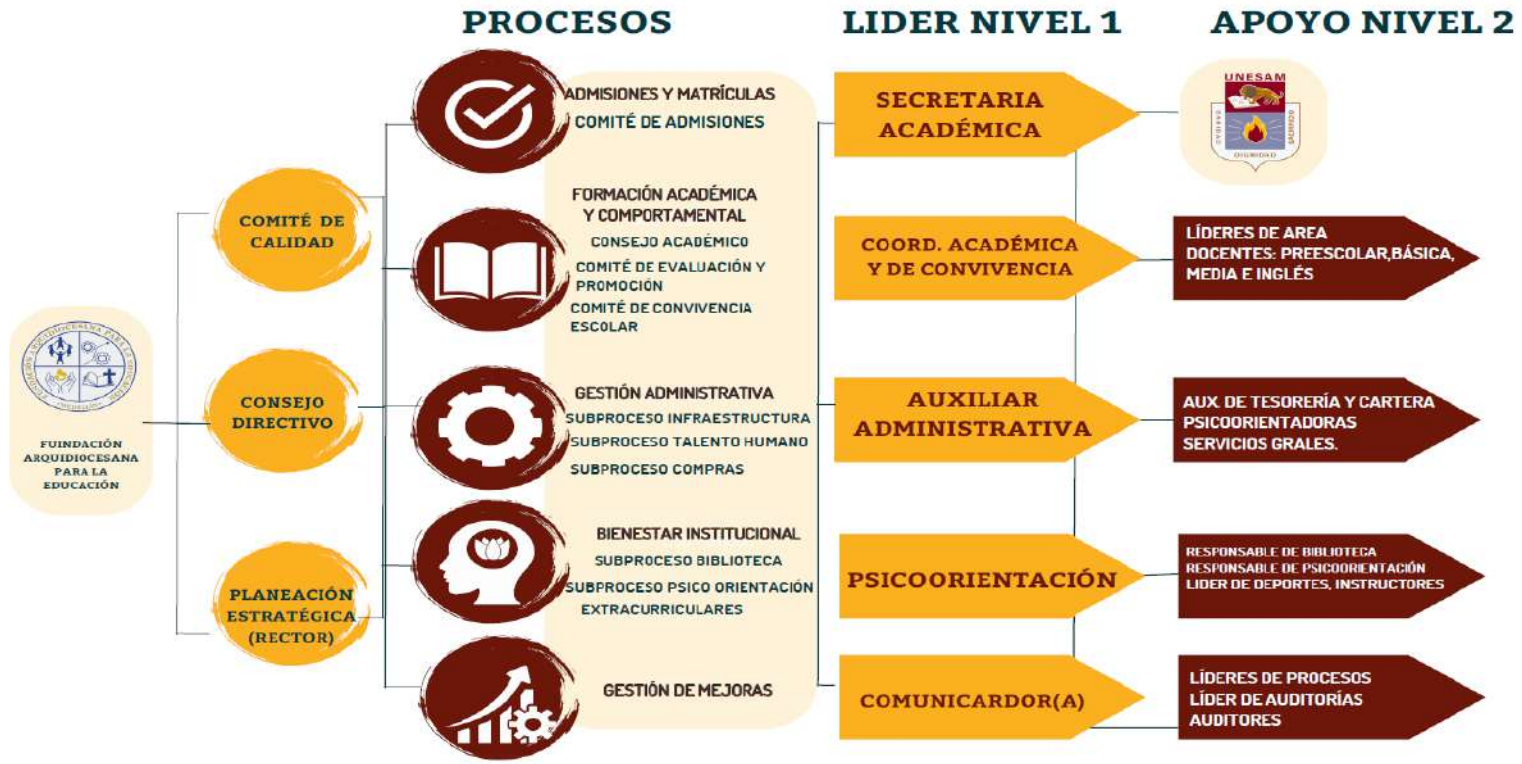 PROCESOS
LIDER NIVEL 1
APOYO NIVEL 2
FUINDACIÓN
ARQUIDIOCESANA
PARA LA
EDUCACIÓN
COMITÉ DE
CALIDAD
CONSEJO
DIRECTIVO
PLANEACIÓN
ESTRATÉGICA
(RECTOR)
ADMISIONES Y MATRÍCULAS
COMITÉ DE ADMISIONES
FORMACIÓN ACADÉMICA
Y COMPORTAMENTAL
CONSEJO ACADÉMICO
COMITÉ DE EVALUACIÓN Y
PROMOCIÓN
COMITÉ DE CONVIVENCIA
ESCOLAR
GESTIÓN ADMINISTRATIVA
SUBPROCESO INFRAESTRUCTURA
SUBPROCESO TALENTO HUMANO
SUBPROCESO COMPRAS
BIENESTAR INSTITUCIONAL
SUBPROCESO BIBLIOTECA
SUBPROCESO PSICO ORIENTACIÓN
EXTRACURRICULARES
GESTIÓN DE MEJORAS
SECRETARIA
ACADÉMICA
COORD. ACADÉMICA
Y DE CONVIVENCIA
AUXILIAR
ADMINISTRATIVA
PSICOORIENTACIÓN
COMUNICARDOR(A)
UNESAM
DIGNIDAD
LÍDERES DE AREA
DOCENTES: PREESCOLAR,BÁSICA,
MEDIA E INGLÉS
AUX. DE TESORERÍA Y CARTERA
PSICOORIENTADORAS
SERVICIOS GRALES.
RESPONSABLE DE BIBLIOTECA
RESPONSABLE DE PSICOORIENTACIÓN
LIDER DE DEPORTES, INSTRUCTORES
LÍDERES DE PROCESOS
LÍDER DE AUDITORÍAS
AUDITORES